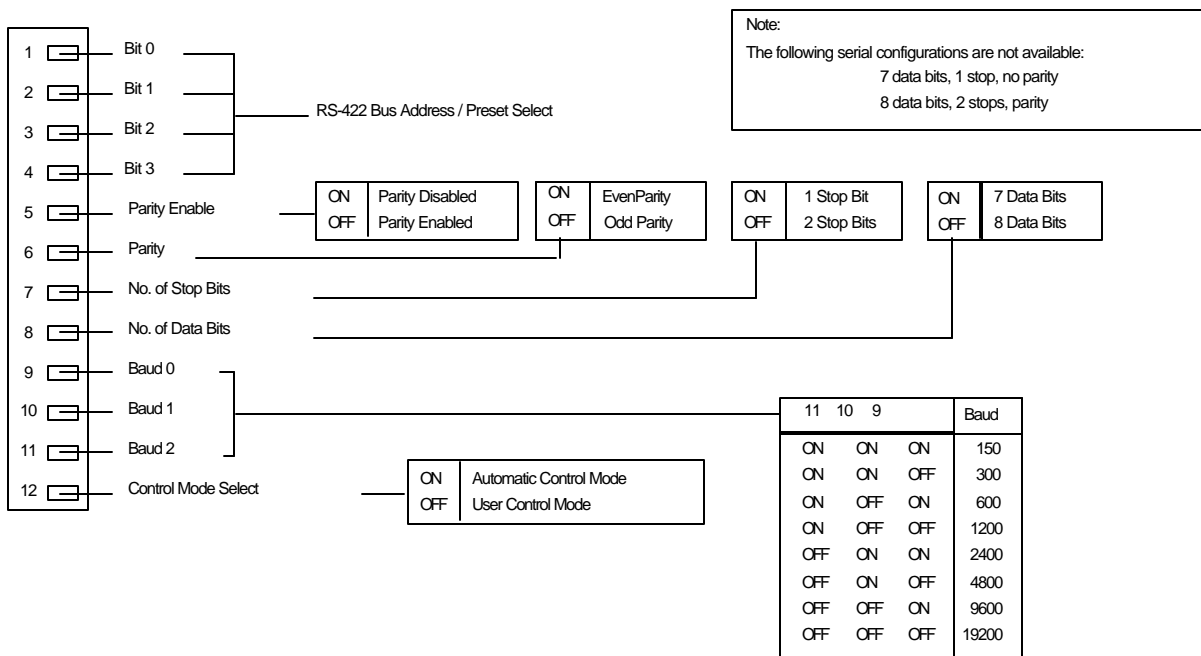 Note:
The following serial configurations are not available:
7 data bits, 1 stop, no parity
8 data bits, 2 stops, parity
1 Bit 0
2 Bit 1
RS-422 Bus Address / Preset Select
3 Bit 2
4 Bit 3
5 Parity Enable
ON Parity Disabled
OFF Parity Enabled
ON EvenParity
OFF Odd Parity
ON 1 Stop Bit
OFF 2 Stop Bits
ON 7 Data Bits
OFF 8 Data Bits
6 Parity
7 No. of Stop Bits
8 No. of Data Bits
9 Baud 0
10 Baud 1
11 Baud 2
12 Control Mode Select
ON Automatic Control Mode
OFF User Control Mode
11 10 9 Baud
ON ON ON 150
ON ON OFF 300
ON OFF ON 600
ON OFF OFF 1200
OFF ON ON 2400
OFF ON OFF 4800
OFF OFF ON 9600
OFF OFF OFF 19200